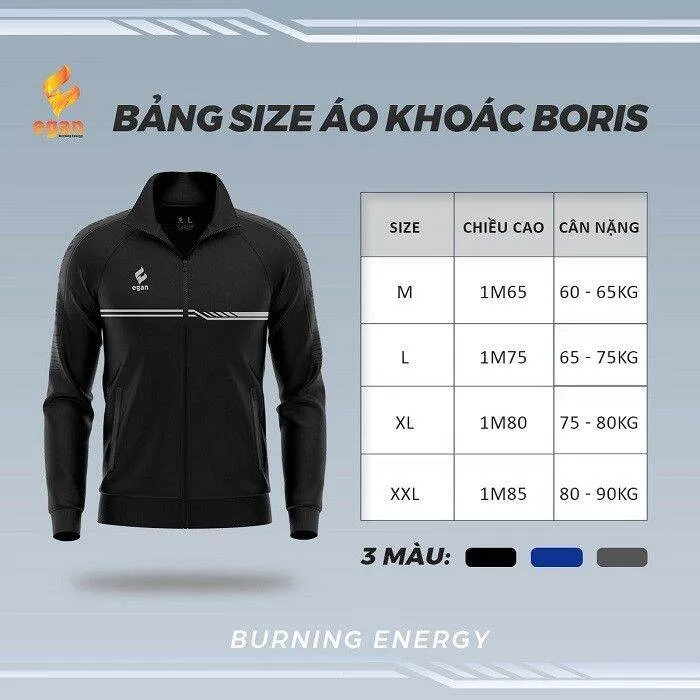 egan
Burning Energy
BẢNG SIZE ÁO KHOÁC BORIS
L
egan
SIZE CHIỀU CAO CÂN NẶNG
M 1M65 60 - 65KG
L 1M75 65 - 75KG
XL 1M80 75 - 80KG
XXL 1M85 80 - 90KG
3 MÀU:
BURNING ENERGY